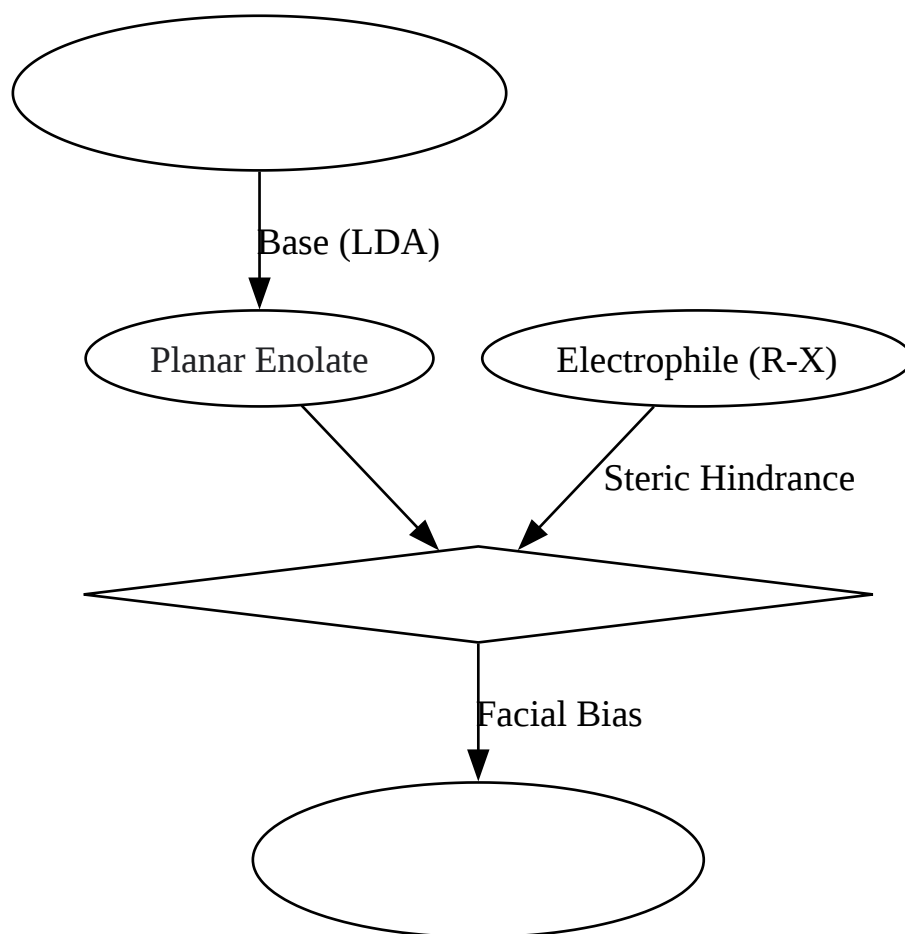 Base (LDA)
Planar Enolate
Electrophile (R-X)
Steric Hindrance
Facial Bias